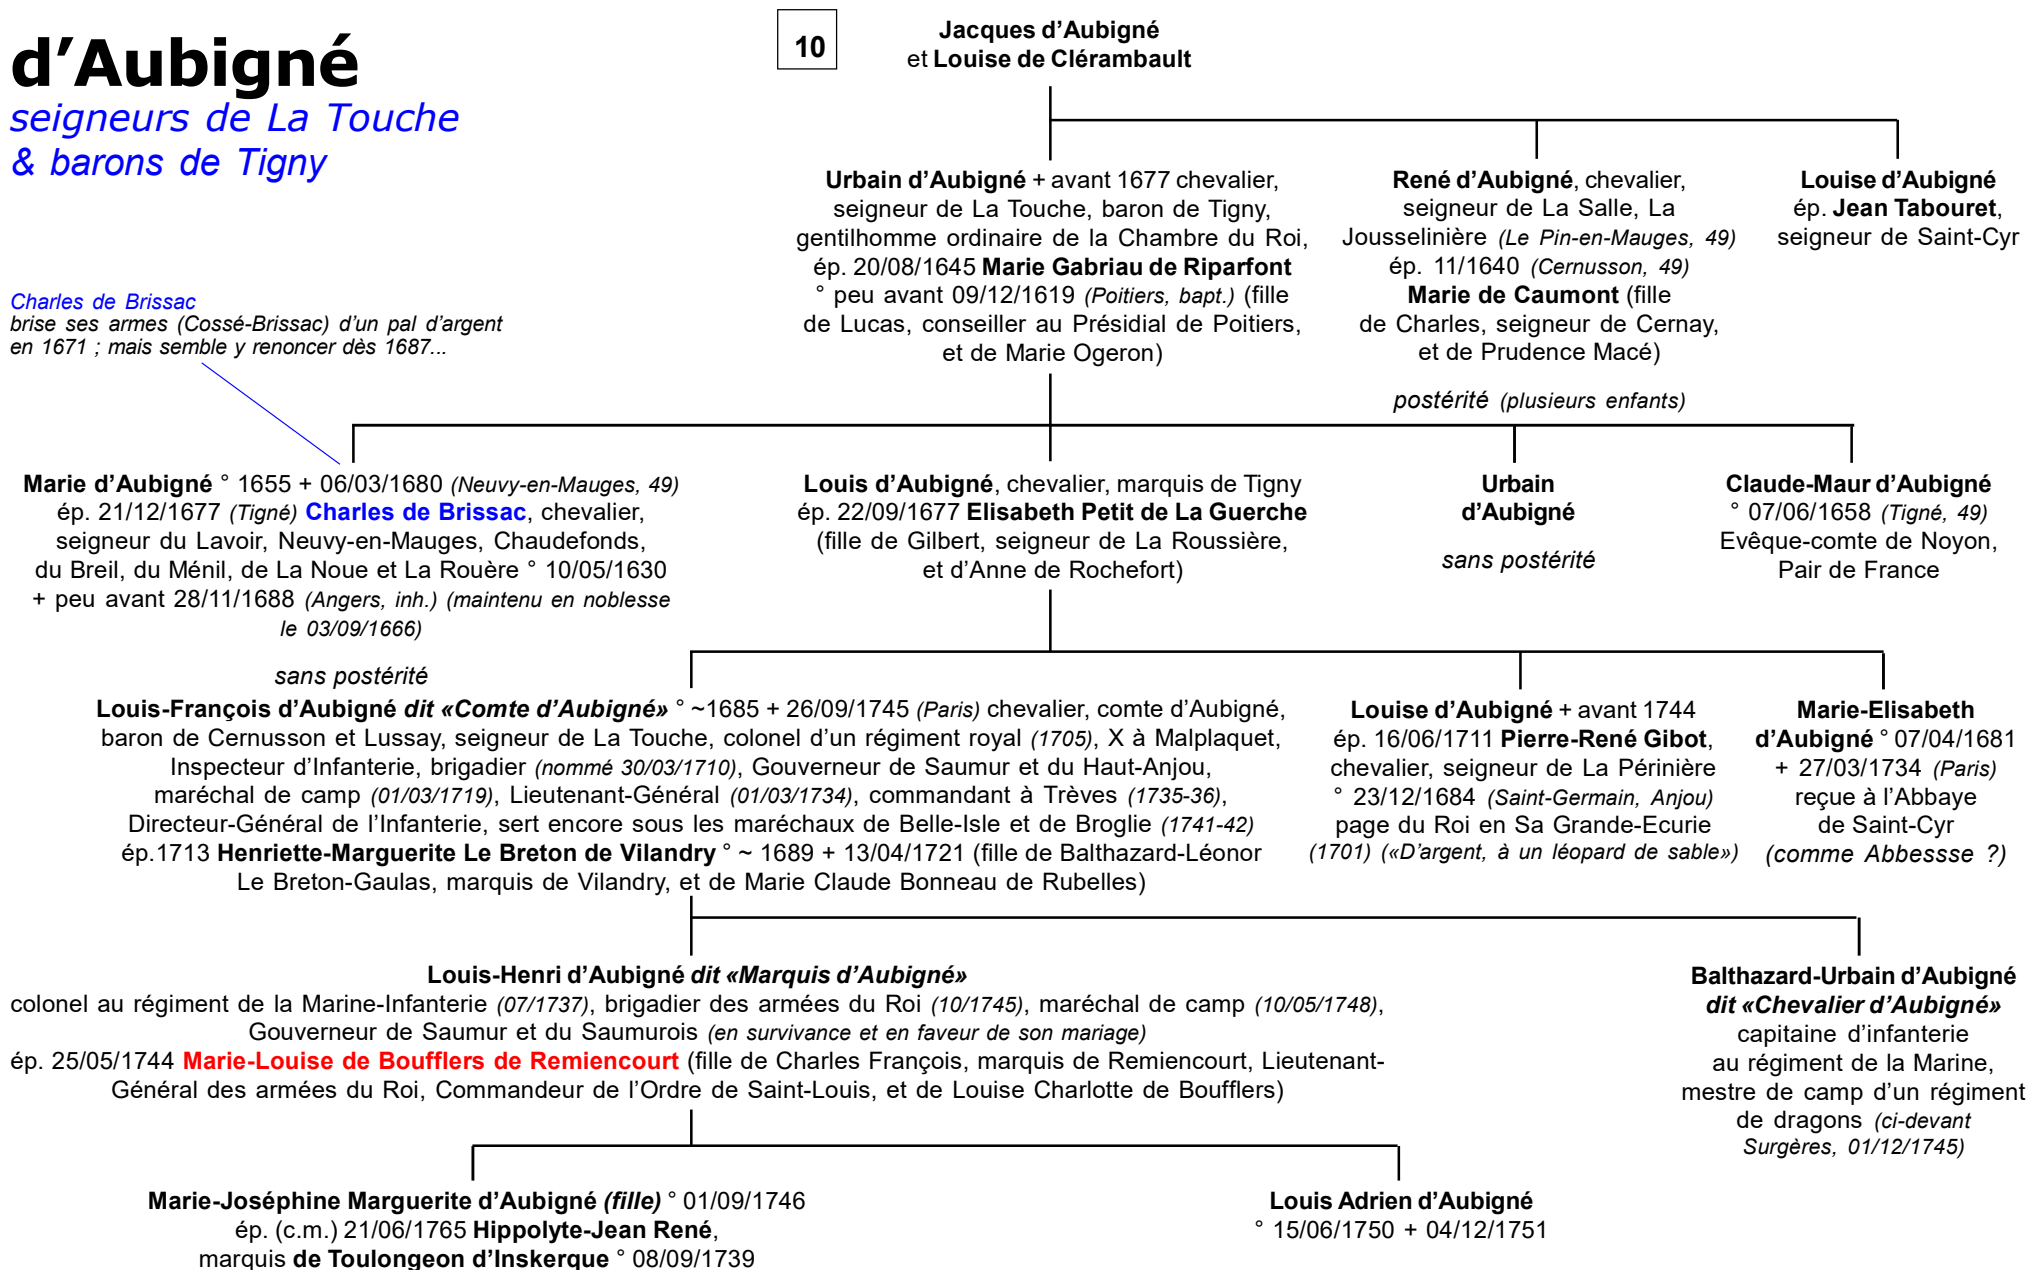 d'Aubigné
seigneurs de La Touche
& barons de Tigny
10
Jacques d'Aubigné
et Louise de Clérambault
Urbain d'Aubigné + avant 1677 chevalier,
seigneur de La Touche, baron de Tigny,
gentilhomme ordinaire de la Chambre du Roi,
ép. 20/08/1645 Marie Gabriau de Riparfont
° peu avant 09/12/1619 (Poitiers, bapt.) (fille
de Lucas, conseiller au Présidial de Poitiers,
et de Marie Ogeron)
René d'Aubigné, chevalier,
seigneur de La Salle, La
Jousselinière (Le Pin-en-Mauges, 49)
ép. 11/1640 (Cernusson, 49)
Marie de Caumont (fille
de Charles, seigneur de Cernay,
et de Prudence Macé)
postérité (plusieurs enfants)
Louise d'Aubigné
ép. Jean Tabouret,
seigneur de Saint-Cyr
Charles de Brissac
brise ses armes (Cossé-Brissac) d'un pal d'argent
en 1671 ; mais semble y renoncer dès 1687...
Marie d'Aubigné ° 1655 + 06/03/1680 (Neuvy-en-Mauges, 49)
ép. 21/12/1677 (Tigné) Charles de Brissac, chevalier,
seigneur du Lavoir, Neuvy-en-Mauges, Chaudefonds,
du Breil, du Ménil, de La Noue et La Rouère ° 10/05/1630
+ peu avant 28/11/1688 (Angers, inh.) (maintenu en noblesse
le 03/09/1666)
sans postérité
Louis d'Aubigné, chevalier, marquis de Tigny
ép. 22/09/1677 Elisabeth Petit de La Guerche
(fille de Gilbert, seigneur de La Roussière,
et d'Anne de Rochefort)
Urbain
d'Aubigné
sans postérité
Claude-Maur d'Aubigné
° 07/06/1658 (Tigné, 49)
Evêque-comte de Noyon,
Pair de France
Louis-François d'Aubigné dit «Comte d'Aubigné» ° ~1685 + 26/09/1745 (Paris) chevalier, comte d'Aubigné,
baron de Cernusson et Lussay, seigneur de La Touche, colonel d'un régiment royal (1705), X à Malplaquet,
Inspecteur d'Infanterie, brigadier (nommé 30/03/1710), Gouverneur de Saumur et du Haut-Anjou,
maréchal de camp (01/03/1719), Lieutenant-Général (01/03/1734), commandant à Trèves (1735-36),
Directeur-Général de l'Infanterie, sert encore sous les maréchaux de Belle-Isle et de Broglie (1741-42)
ép.1713 Henriette-Marguerite Le Breton de Vilandry ° ~ 1689 + 13/04/1721 (fille de Balthazard-Léonor
Le Breton-Gaulas, marquis de Vilandry, et de Marie Claude Bonneau de Rubelles)
Louise d'Aubigné + avant 1744
ép. 16/06/1711 Pierre-René Gibot,
chevalier, seigneur de La Périnière
° 23/12/1684 (Saint-Germain, Anjou)
page du Roi en Sa Grande-Ecurie
(1701) («D'argent, à un léopard de sable»)
Marie-Elisabeth
d'Aubigné ° 07/04/1681
+ 27/03/1734 (Paris)
reçue à l'Abbaye
de Saint-Cyr
(comme Abbessse ?)
Louis-Henri d'Aubigné dit «Marquis d'Aubigné»
colonel au régiment de la Marine-Infanterie (07/1737), brigadier des armées du Roi (10/1745), maréchal de camp (10/05/1748),
Gouverneur de Saumur et du Saumurois (en survivance et en faveur de son mariage)
ép. 25/05/1744 Marie-Louise de Boufflers de Remiencourt (fille de Charles François, marquis de Remiencourt, Lieutenant-
Général des armées du Roi, Commandeur de l'Ordre de Saint-Louis, et de Louise Charlotte de Boufflers)
Balthazard-Urbain d'Aubigné
dit «Chevalier d'Aubigné»
capitaine d'infanterie
au régiment de la Marine,
mestre de camp d'un régiment
de dragons (ci-devant
Surgères, 01/12/1745)
Marie-Joséphine Marguerite d'Aubigné (fille) ° 01/09/1746
ép. (c.m.) 21/06/1765 Hippolyte-Jean René,
marquis de Toulongeon d'Inskerque ° 08/09/1739
Louis Adrien d'Aubigné
° 15/06/1750 + 04/12/1751